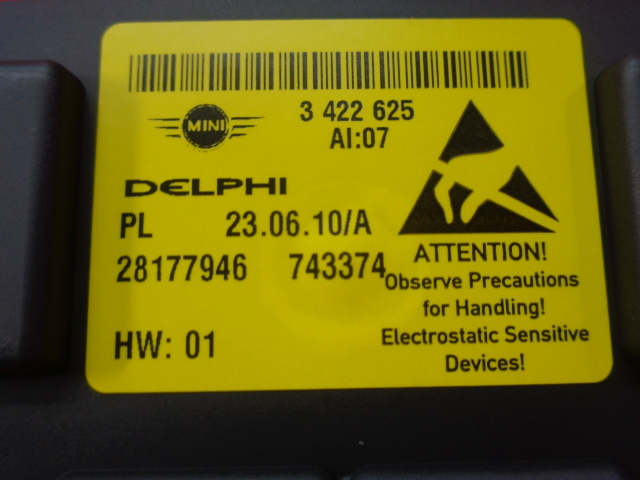 MINI
3 422 625
AI:07
DELPHI
PL 23.06.10/A
28177946 743374
HW: 01
ATTENTION!
Observe Precautions
for Handling!
Electrostatic Sensitive
Devices!